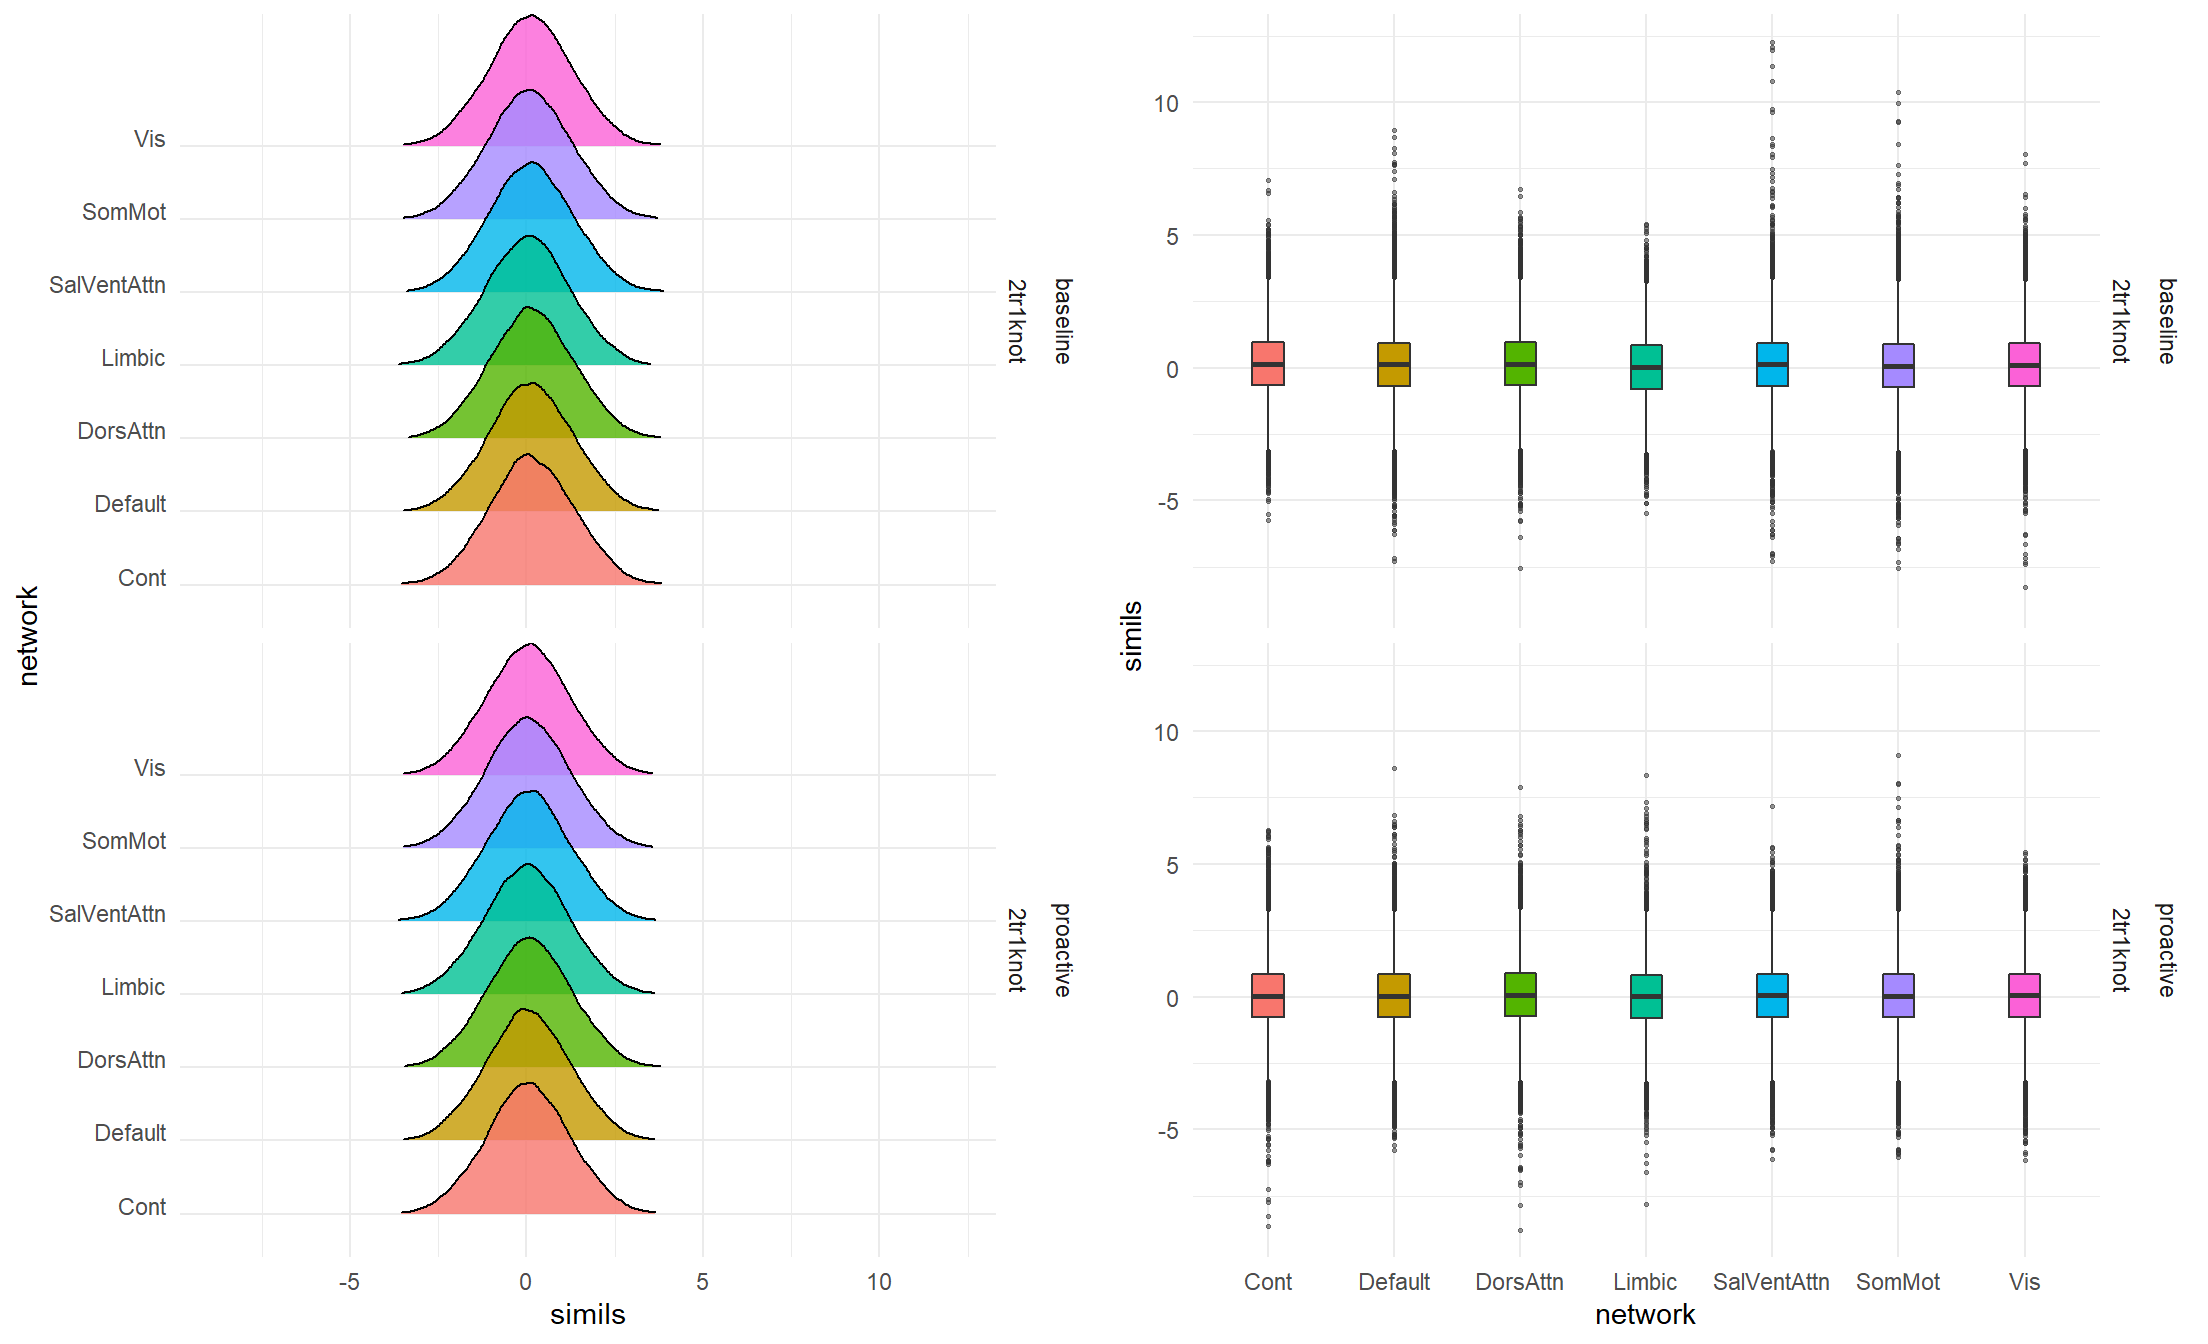 network
Vis
SomMot
SalVentAttn
Limbic
DorsAttn
Default
Cont
baseline
2tr1knot
Vis
SomMot
SalVentAttn
Limbic
DorsAttn
Default
Cont
proactive
2tr1knot
-5 0 5 10
simils
simils
10
5
0
-5
baseline
2tr1knot
10
5
0
-5
proactive
2tr1knot
Cont Default DorsAttn Limbic SalVentAttn SomMot Vis
network